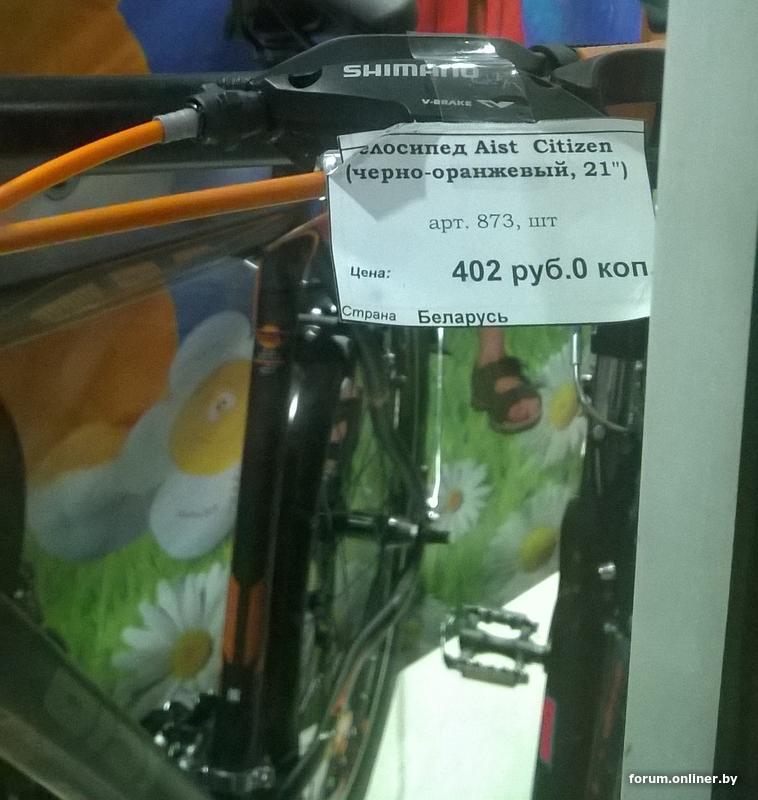 SHIMANO
V-BRAKE
елосипед Aist Citizen
(черно-оранжевый, 21")
арт. 873, шт
Цена: 402 руб.0 коп
Страна Беларусь
forum.onliner.by